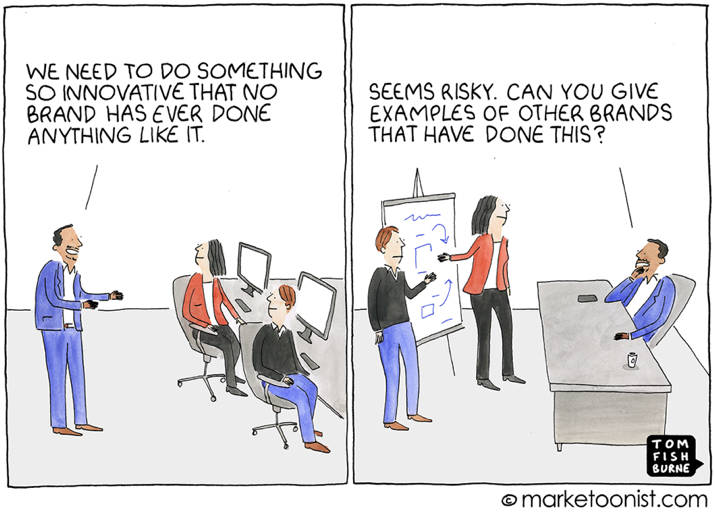 WE NEED TO DO SOMETHING
SO INNOVATIVE THAT NO
BRAND HAS EVER DONE
ANYTHING LIKE IT.
SEEMS RISKY. CAN YOU GIVE
EXAMPLES OF OTHER BRANDS
THAT HAVE DONE THIS?
TOM
FISH
BURNE
© marketoonist.com